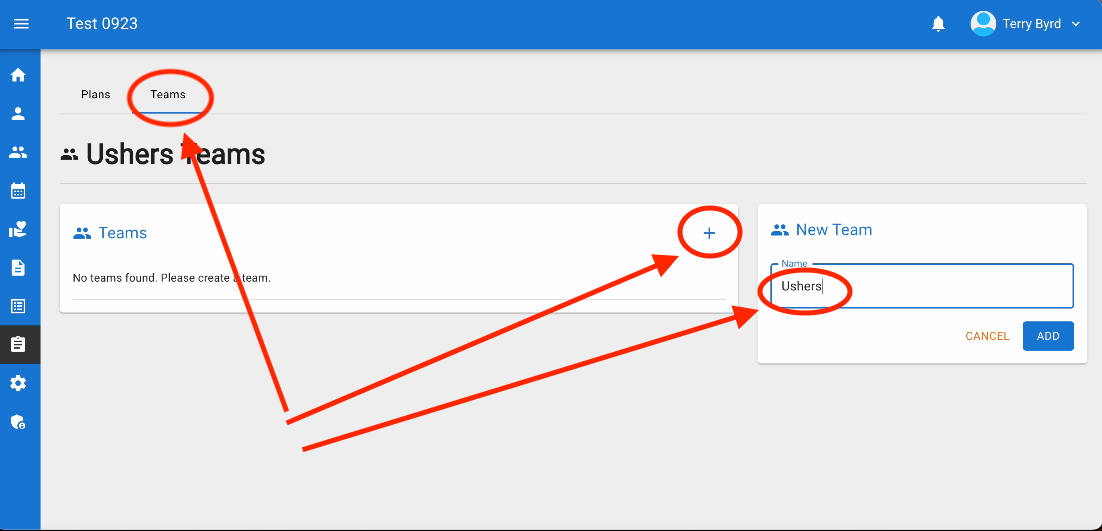 Test 0923
Terry Byrd
Plans
Teams
Ushers Teams
Teams
No teams found. Please create a team.
New Team
Name
Ushers
CANCEL
ADD